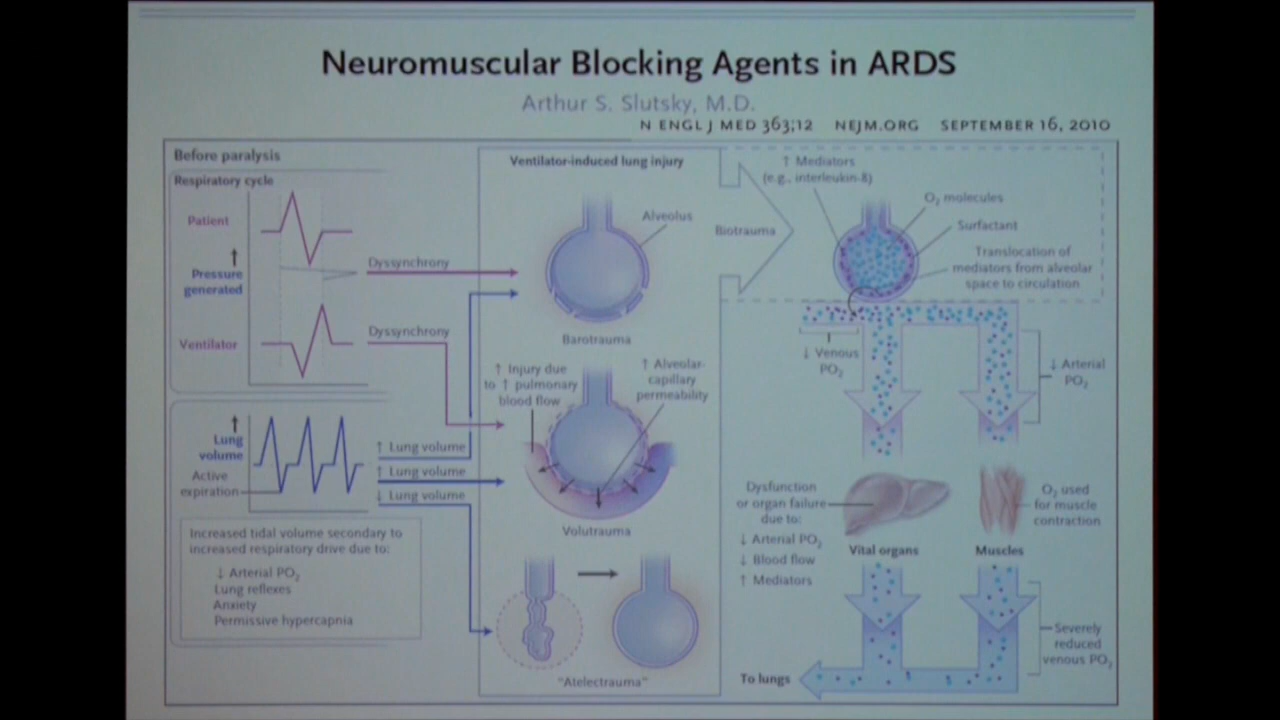 Neuromuscular Blocking Agents in ARDS
Arthur S. Slutsky, M.D.
N ENGL J MED 363;12 NEJM.ORG SEPTEMBER 16, 2010
Before paralysis
Respiratory cycle
Patient
↑
Pressure
generated
Ventilator
Dyssynchrony
Dyssynchrony
↑
Lung
volume
Active
expiration
↑ Lung volume
↑ Lung volume
↓ Lung volume
Increased tidal volume secondary to
increased respiratory drive due to:
↓ Arterial PO₂
Lung reflexes
Anxiety
Permissive hypercapnia
Ventilator-induced lung injury
Alveolus
Barotrauma
↑ Injury due
to ↑ pulmonary
blood flow
↑ Alveolar-
capillary
permeability
Volutrauma
"Atelectrauma"
Biotrauma
↑ Mediators
(e.g., interleukin-8)
O₂ molecules
Surfactant
Translocation of
mediators from alveolar
space to circulation
↓ Venous
PO₂
↓ Arterial
PO₂
Dysfunction
or organ failure
due to:
↓ Arterial PO₂
↓ Blood flow
↑ Mediators
Vital organs
Muscles
O₂ used
for muscle
contraction
Severely
reduced
venous PO₂
To lungs